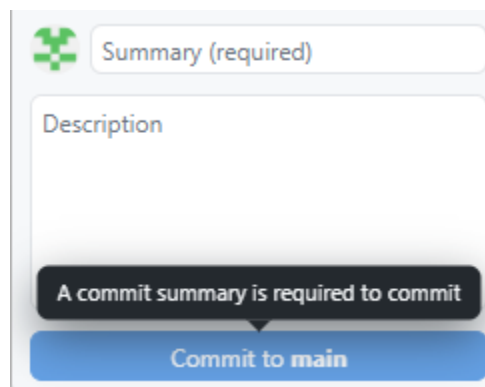 Summary (required)
Description
A commit summary is required to commit
Commit to main